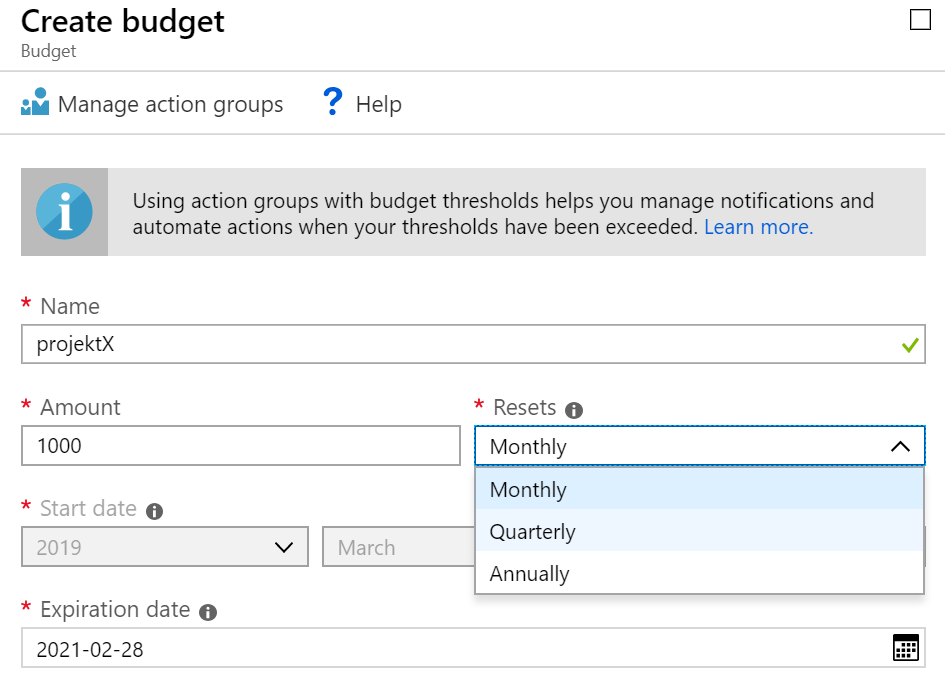 Create budget
Budget
Manage action groups
? Help
Using action groups with budget thresholds helps you manage notifications and
automate actions when your thresholds have been exceeded. Learn more.
* Name
projektX
* Amount
* Resets
1000
Monthly
Monthly
Quarterly
Annually
* Start date
2019
March
* Expiration date
2021-02-28